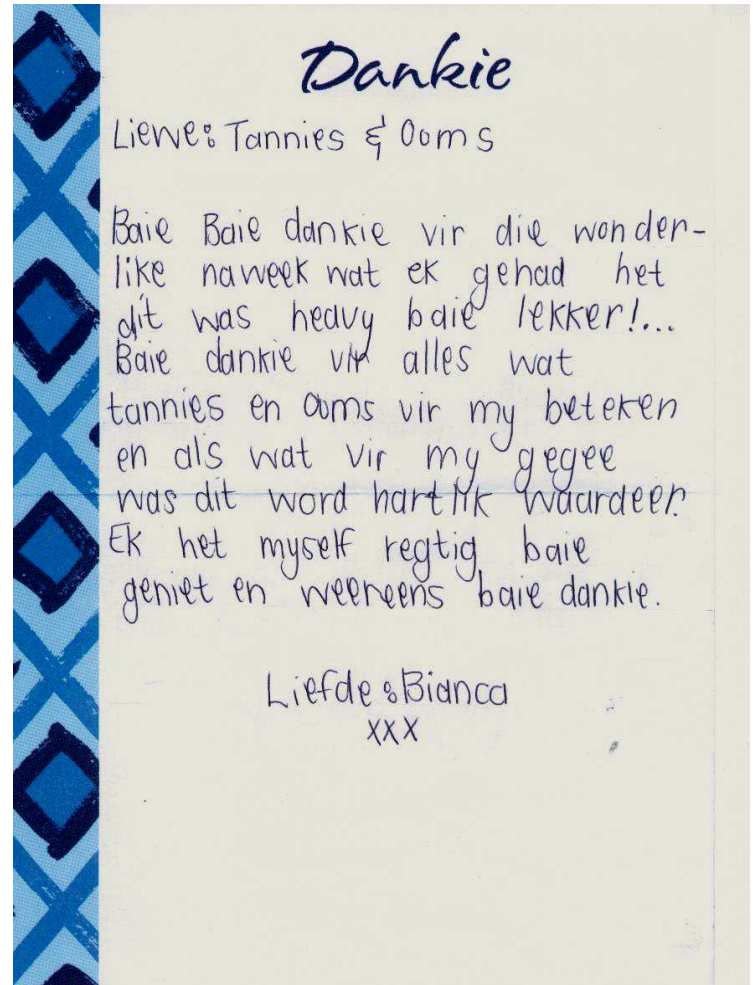 Dankie
Liewe: Tannies & Ooms
Baie Baie dankie vir die wonder-
like naweek wat ek gehad het
dit was heavy baie lekker!...
Baie dankie vir alles wat
tannies en Ooms vir my beteken
en als wat vir my gegee
was dit word hartlik waardeer.
Ek het myself regtig baie
geniet en weereens baie dankie.
Liefde : Bianca
xxx